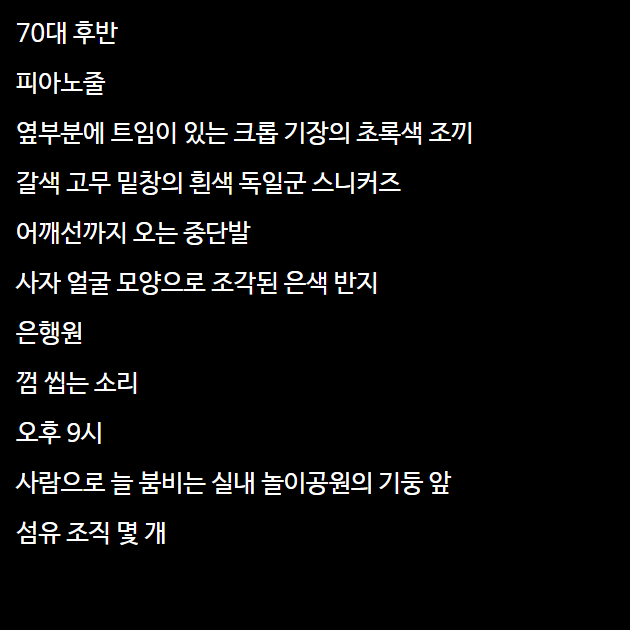 70대 후반
피아노줄
옆부분에 트임이 있는 크롭 기장의 초록색 조끼
갈색 고무 밑창의 흰색 독일군 스니커즈
어깨선까지 오는 중단발
사자 얼굴 모양으로 조각된 은색 반지
은행원
껌 씹는 소리
오후 9시
사람으로 늘 붐비는 실내 놀이공원의 기둥 앞
섬유 조직 몇 개